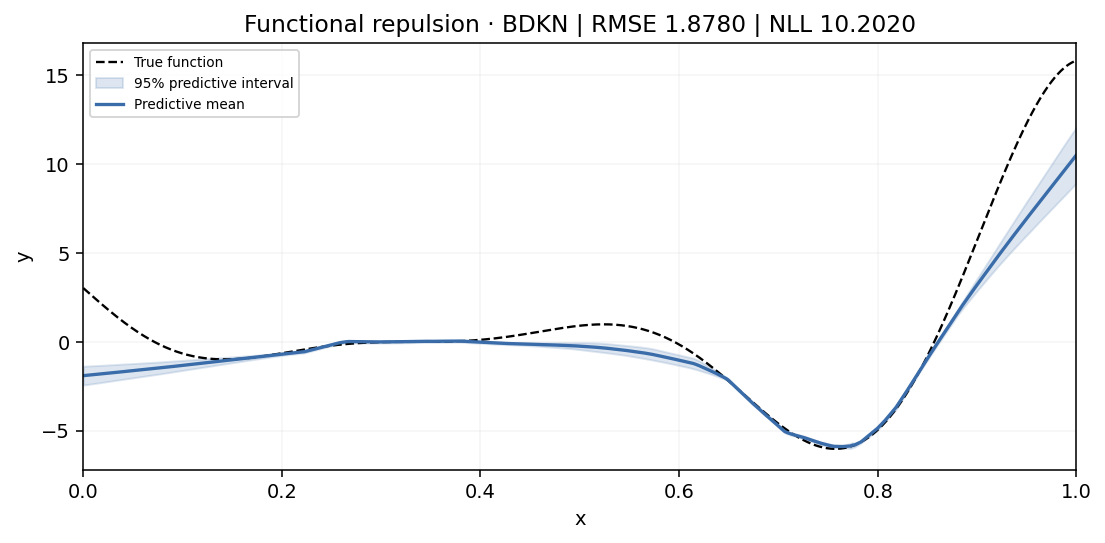 Functional repulsion · BDKN | RMSE 1.8780 | NLL 10.2020
True function
95% predictive interval
Predictive mean
y
15
10
5
0
−5
0.0 0.2 0.4 0.6 0.8 1.0
x